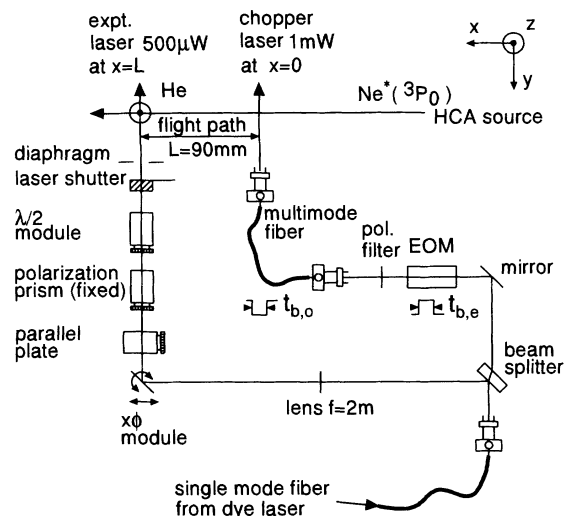 expt.
laser 500μW
at x=L
chopper
laser 1mW
at x=0
x
z
y
He
Ne*(³P₀)
HCA source
flight path
L=90mm
diaphragm
laser shutter
λ/2
module
multimode
fiber
pol.
filter
EOM
mirror
polarization
prism (fixed)
t_b,o
t_b,e
parallel
plate
beam
splitter
xϕ
module
lens f=2m
single mode fiber
from dye laser